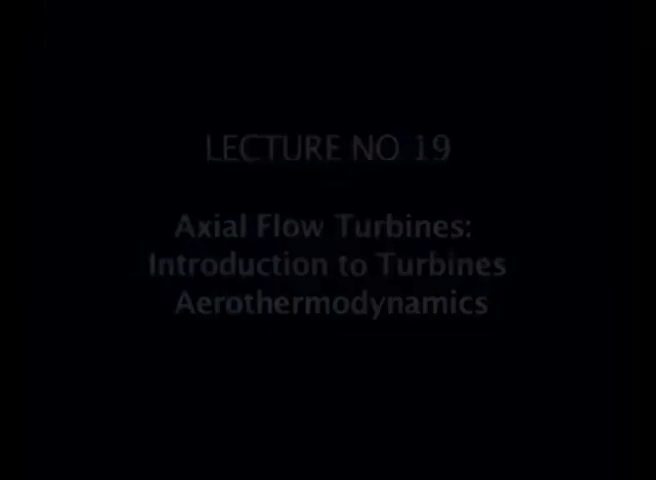 LECTURE NO 19
Axial Flow Turbines:
Introduction to Turbines
Aerothermodynamics